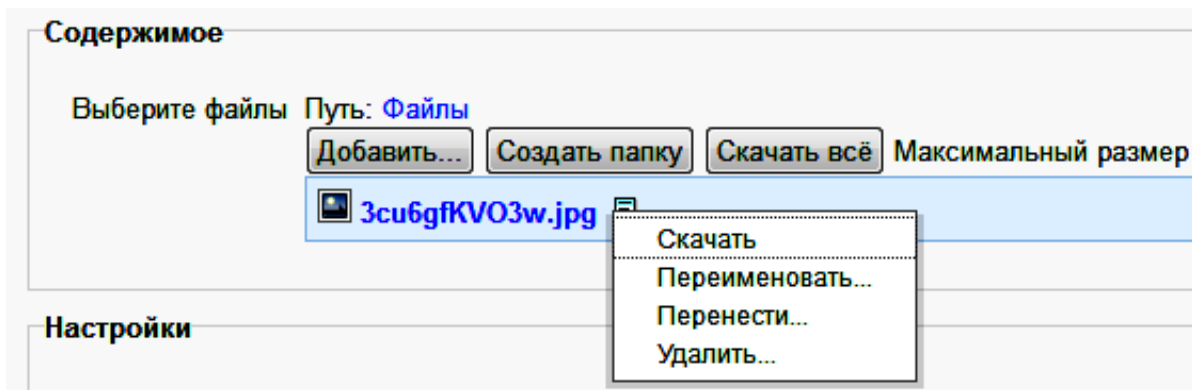 Содержимое
Выберите файлы Путь: Файлы
Добавить... Создать папку Скачать всё Максимальный размер
3cu6gfKVO3w.jpg
Скачать
Переименовать...
Перенести...
Удалить...
Настройки